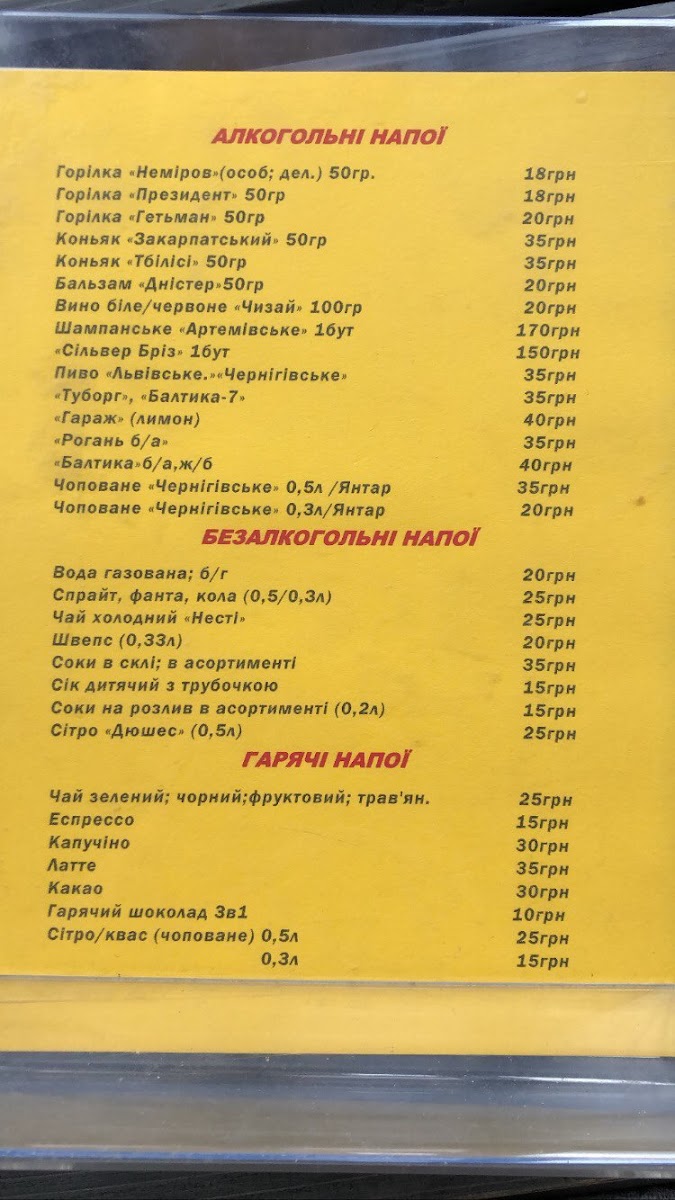 АЛКОГОЛЬНІ НАПОЇ
Горілка «Неміров»(особ; дел.) 50гр. 18грн
Горілка «Президент» 50гр 18грн
Горілка «Гетьман» 50гр 20грн
Коньяк «Закарпатський» 50гр 35грн
Коньяк «Тбілісі» 50гр 35грн
Бальзам «Дністер»50гр 20грн
Вино біле/червоне «Чизай» 100гр 20грн
Шампанське «Артемівське» 1бут 170грн
«Сільвер Бріз» 1бут 150грн
Пиво «Львівське.»«Чернігівське» 35грн
«Туборг», «Балтика-7» 35грн
«Гараж» (лимон) 40грн
«Рогань б/а» 35грн
«Балтика»б/а,ж/б 40грн
Чоповане «Чернігівське» 0,5л /Янтар 35грн
Чоповане «Чернігівське» 0,3л/Янтар 20грн
БЕЗАЛКОГОЛЬНІ НАПОЇ
Вода газована; б/г 20грн
Спрайт, фанта, кола (0,5/0,3л) 25грн
Чай холодний «Несті» 25грн
Швепс (0,33л) 20грн
Соки в склі; в асортименті 35грн
Сік дитячий з трубочкою 15грн
Соки на розлив в асортименті (0,2л) 15грн
Сітро «Дюшес» (0,5л) 25грн
ГАРЯЧІ НАПОЇ
Чай зелений; чорний;фруктовий; трав'ян. 25грн
Еспрессо 15грн
Капучіно 30грн
Латте 35грн
Какао 30грн
Гарячий шоколад 3в1 10грн
Сітро/квас (чоповане) 0,5л 25грн
0,3л 15грн